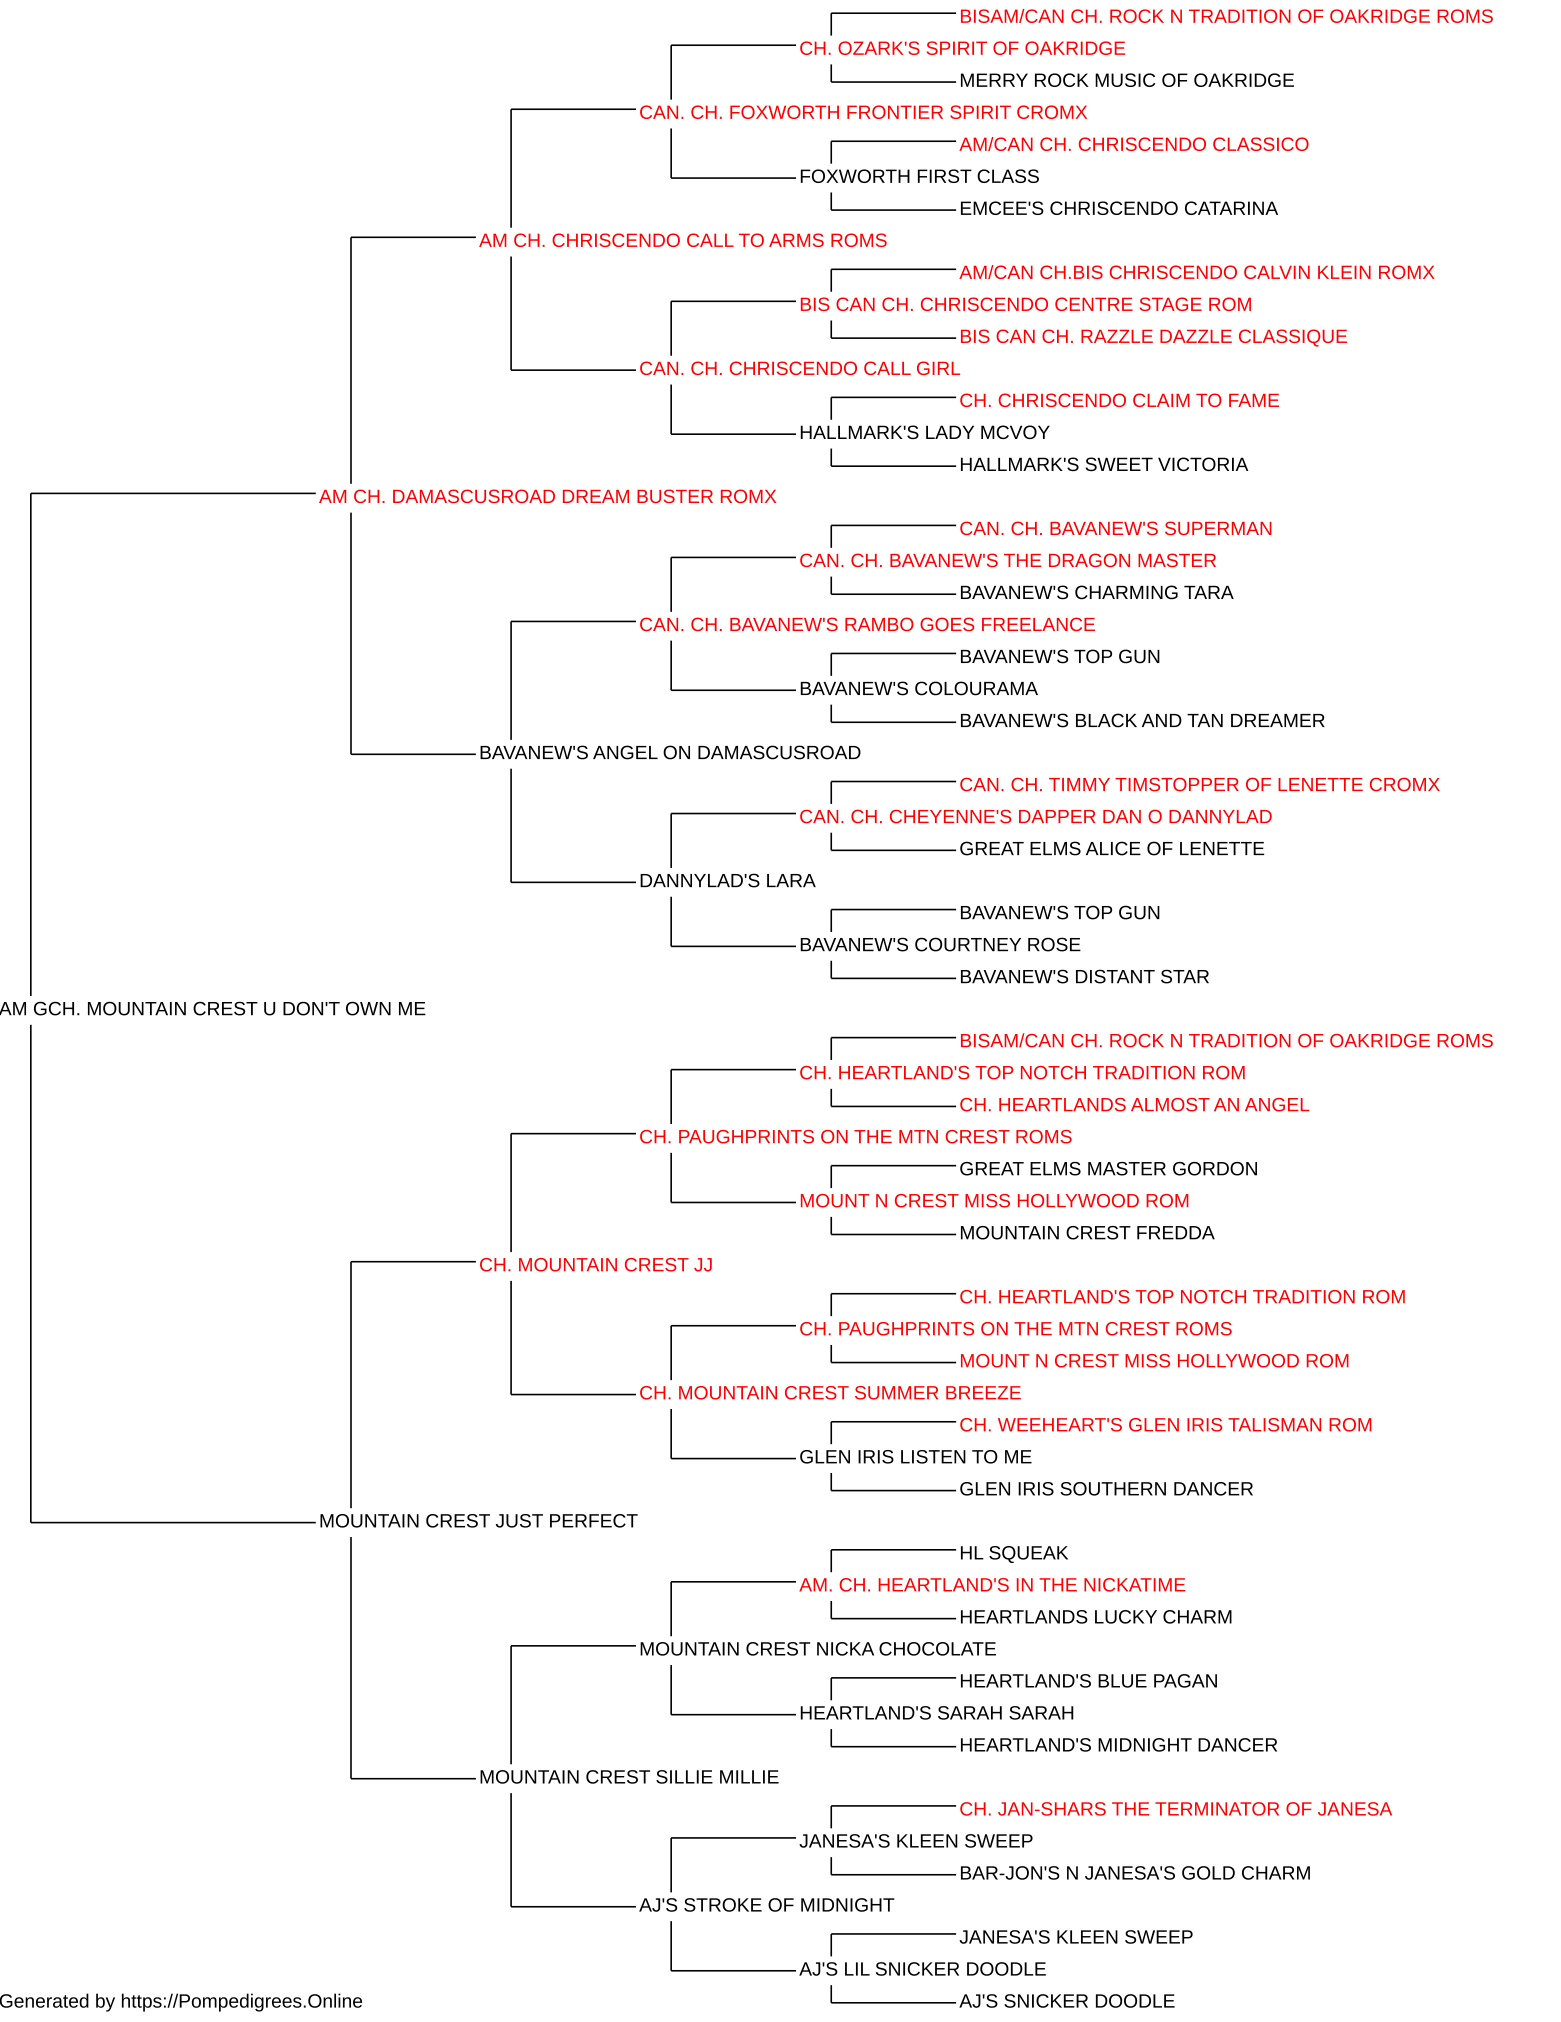 BISAM/CAN CH. ROCK N TRADITION OF OAKRIDGE ROMS
CH. OZARK'S SPIRIT OF OAKRIDGE
MERRY ROCK MUSIC OF OAKRIDGE
CAN. CH. FOXWORTH FRONTIER SPIRIT CROMX
AM/CAN CH. CHRISCENDO CLASSICO
FOXWORTH FIRST CLASS
EMCEE'S CHRISCENDO CATARINA
AM CH. CHRISCENDO CALL TO ARMS ROMS
AM/CAN CH.BIS CHRISCENDO CALVIN KLEIN ROMX
BIS CAN CH. CHRISCENDO CENTRE STAGE ROM
BIS CAN CH. RAZZLE DAZZLE CLASSIQUE
CAN. CH. CHRISCENDO CALL GIRL
CH. CHRISCENDO CLAIM TO FAME
HALLMARK'S LADY MCVOY
HALLMARK'S SWEET VICTORIA
AM CH. DAMASCUSROAD DREAM BUSTER ROMX
CAN. CH. BAVANEW'S SUPERMAN
CAN. CH. BAVANEW'S THE DRAGON MASTER
BAVANEW'S CHARMING TARA
CAN. CH. BAVANEW'S RAMBO GOES FREELANCE
BAVANEW'S TOP GUN
BAVANEW'S COLOURAMA
BAVANEW'S BLACK AND TAN DREAMER
BAVANEW'S ANGEL ON DAMASCUSROAD
CAN. CH. TIMMY TIMSTOPPER OF LENETTE CROMX
CAN. CH. CHEYENNE'S DAPPER DAN O DANNYLAD
GREAT ELMS ALICE OF LENETTE
DANNYLAD'S LARA
BAVANEW'S TOP GUN
BAVANEW'S COURTNEY ROSE
BAVANEW'S DISTANT STAR
AM GCH. MOUNTAIN CREST U DON'T OWN ME
BISAM/CAN CH. ROCK N TRADITION OF OAKRIDGE ROMS
CH. HEARTLAND'S TOP NOTCH TRADITION ROM
CH. HEARTLANDS ALMOST AN ANGEL
CH. PAUGHPRINTS ON THE MTN CREST ROMS
GREAT ELMS MASTER GORDON
MOUNT N CREST MISS HOLLYWOOD ROM
MOUNTAIN CREST FREDDA
CH. MOUNTAIN CREST JJ
CH. HEARTLAND'S TOP NOTCH TRADITION ROM
CH. PAUGHPRINTS ON THE MTN CREST ROMS
MOUNT N CREST MISS HOLLYWOOD ROM
CH. MOUNTAIN CREST SUMMER BREEZE
CH. WEEHEART'S GLEN IRIS TALISMAN ROM
GLEN IRIS LISTEN TO ME
GLEN IRIS SOUTHERN DANCER
MOUNTAIN CREST JUST PERFECT
HL SQUEAK
AM. CH. HEARTLAND'S IN THE NICKATIME
HEARTLANDS LUCKY CHARM
MOUNTAIN CREST NICKA CHOCOLATE
HEARTLAND'S BLUE PAGAN
HEARTLAND'S SARAH SARAH
HEARTLAND'S MIDNIGHT DANCER
MOUNTAIN CREST SILLIE MILLIE
CH. JAN-SHARS THE TERMINATOR OF JANESA
JANESA'S KLEEN SWEEP
BAR-JON'S N JANESA'S GOLD CHARM
AJ'S STROKE OF MIDNIGHT
JANESA'S KLEEN SWEEP
AJ'S LIL SNICKER DOODLE
AJ'S SNICKER DOODLE
Generated by https://Pompedigrees.Online